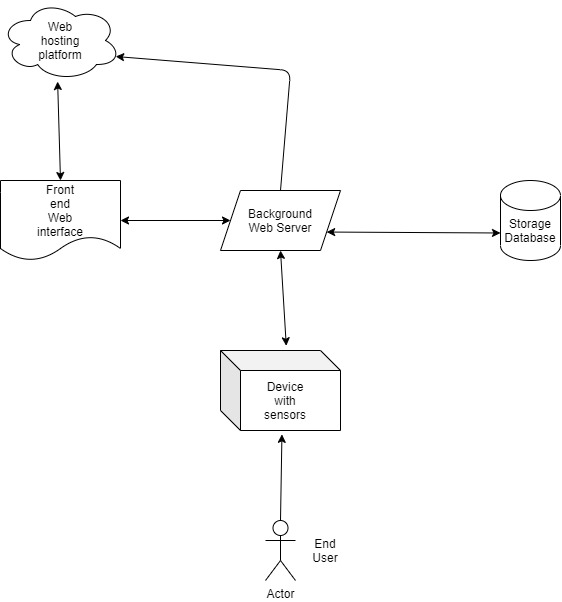 Web
hosting
platform
Front
end
Web
interface
Background
Web Server
Storage
Database
Device
with
sensors
End
User
Actor